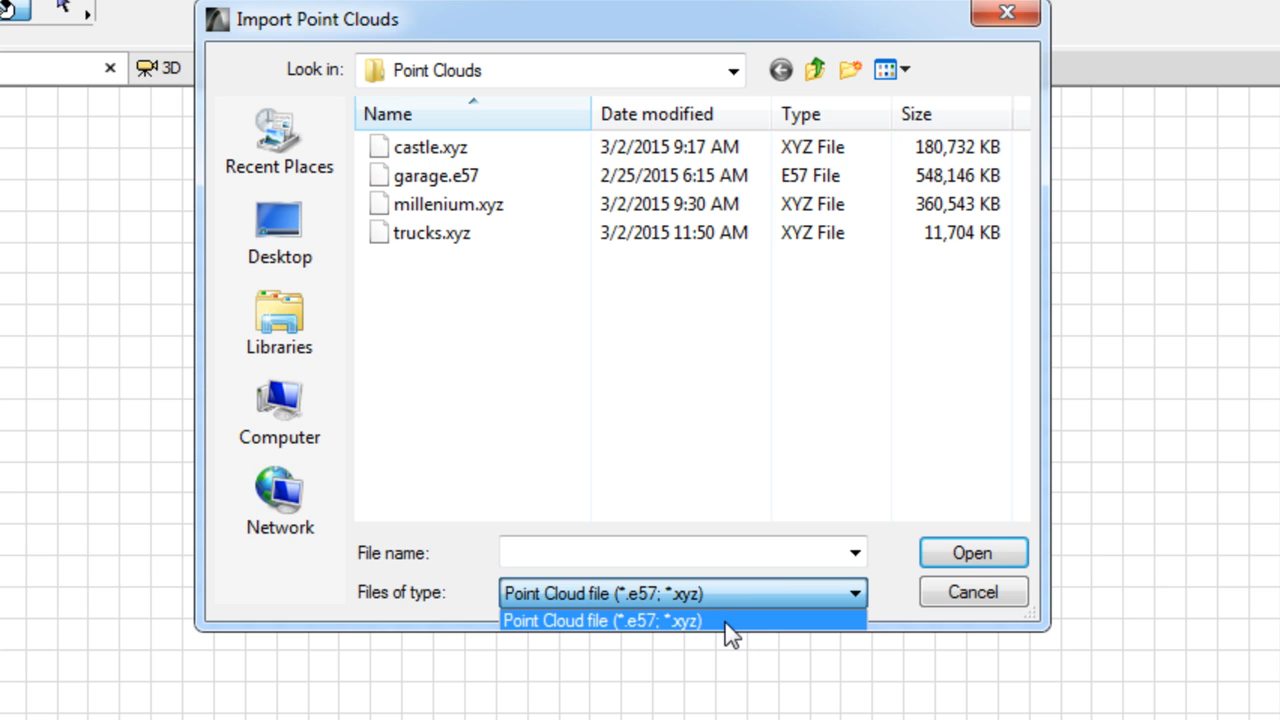 Import Point Clouds
3D
Look in: Point Clouds
Name Date modified Type Size
castle.xyz 3/2/2015 9:17 AM XYZ File 180,732 KB
garage.e57 2/25/2015 6:15 AM E57 File 548,146 KB
millenium.xyz 3/2/2015 9:30 AM XYZ File 360,543 KB
trucks.xyz 3/2/2015 11:50 AM XYZ File 11,704 KB
Recent Places
Desktop
Libraries
Computer
Network
File name: Open
Files of type: Point Cloud file (*.e57; *.xyz) Cancel
Point Cloud file (*.e57; *.xyz)